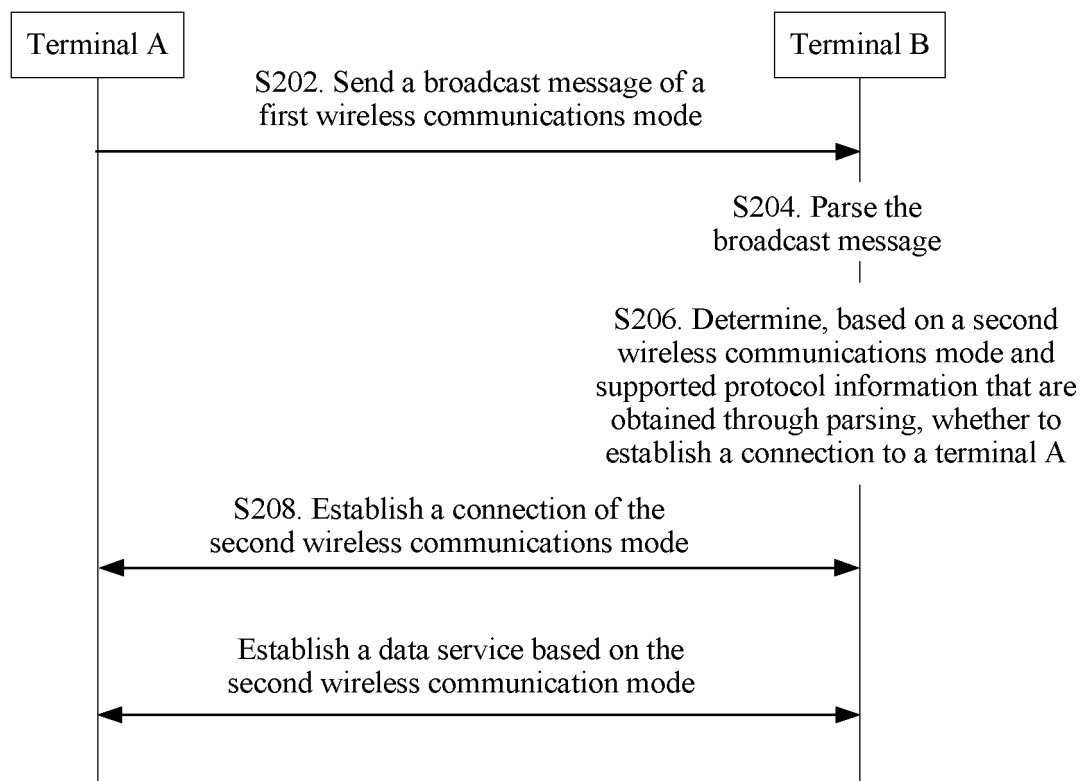 Terminal A
Terminal B
S202. Send a broadcast message of a
first wireless communications mode
S204. Parse the
broadcast message
S206. Determine, based on a second
wireless communications mode and
supported protocol information that are
obtained through parsing, whether to
establish a connection to a terminal A
S208. Establish a connection of the
second wireless communications mode
Establish a data service based on the
second wireless communication mode